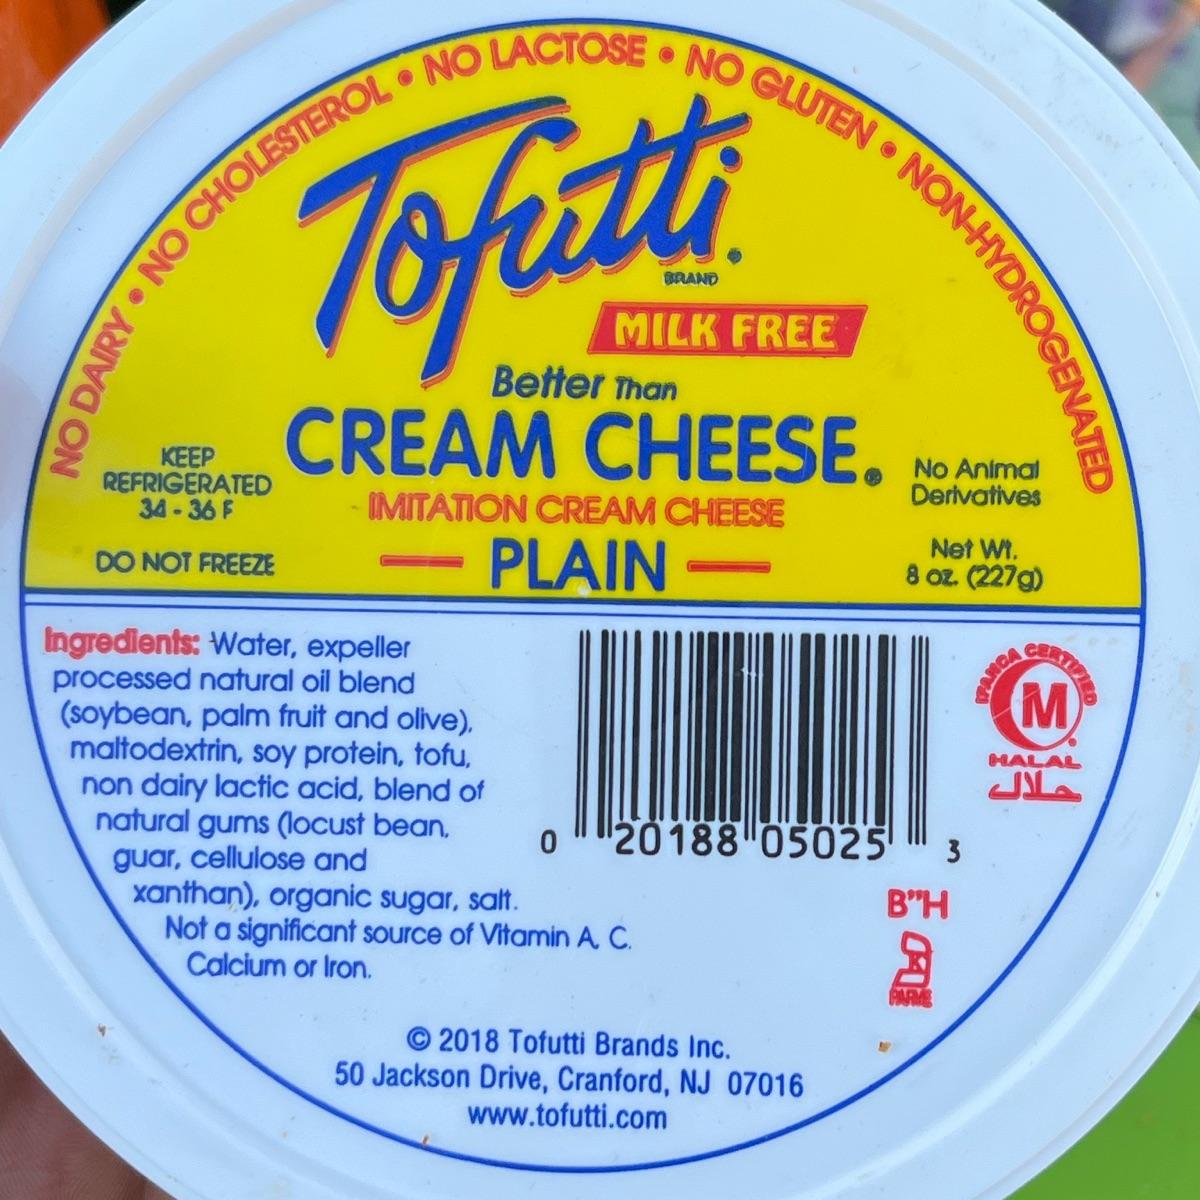 NO DAIRY • NO CHOLESTEROL • NO LACTOSE • NO GLUTEN • NON-HYDROGENATED
Tofutti®
BRAND
MILK FREE
Better Than
CREAM CHEESE®
IMITATION CREAM CHEESE
PLAIN
KEEP
REFRIGERATED
34 - 36 F
DO NOT FREEZE
No Animal
Derivatives
Net Wt.
8 oz. (227g)
Ingredients: Water, expeller
processed natural oil blend
(soybean, palm fruit and olive),
maltodextrin, soy protein, tofu,
non dairy lactic acid, blend of
natural gums (locust bean,
guar, cellulose and
xanthan), organic sugar, salt.
Not a significant source of Vitamin A, C,
Calcium or Iron.
0 20188 05025 3
IFANCA CERTIFIED
M
HALAL
حلال
B"H
K
PARVE
© 2018 Tofutti Brands Inc.
50 Jackson Drive, Cranford, NJ 07016
www.tofutti.com